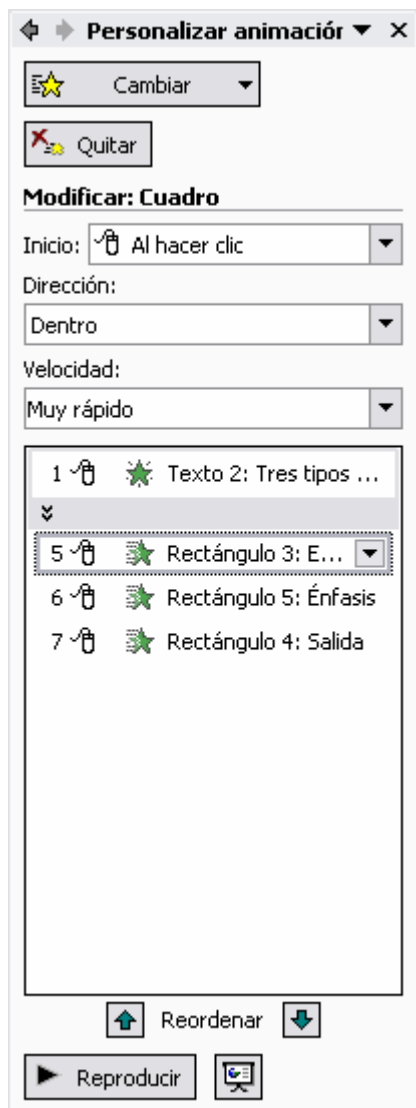 Personalizar animación
Cambiar
Quitar
Modificar: Cuadro
Inicio: Al hacer clic
Dirección:
Dentro
Velocidad:
Muy rápido
1 Texto 2: Tres tipos ...
5 Rectángulo 3: E...
6 Rectángulo 5: Énfasis
7 Rectángulo 4: Salida
Reordenar
Reproducir